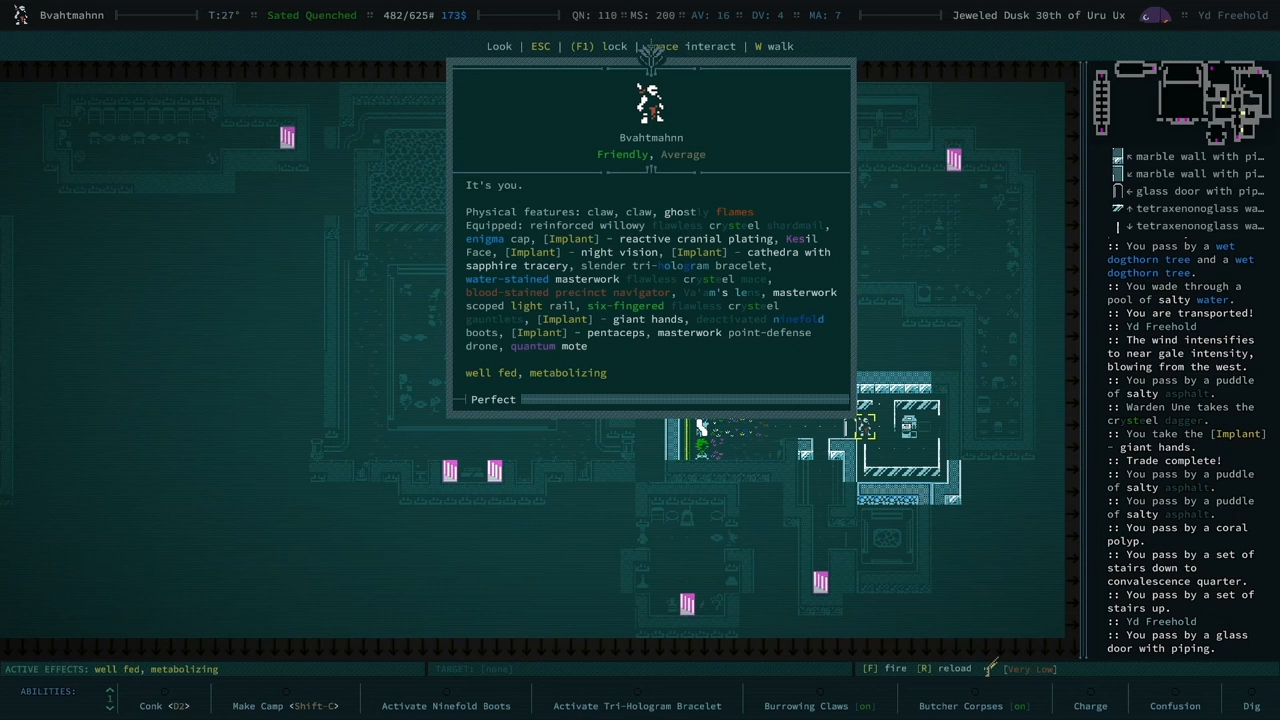 Bvahtmahnn T:27° Sated Quenched :: 482/625# 173$ QN: 110 :: MS: 200 :: AV: 16 :: DV: 4 :: MA: 7 Jeweled Dusk 30th of Uru Ux :: Yd Freehold
Look | ESC | (F1) lock | space interact | W walk
Bvahtmahnn
Friendly, Average
It's you.
Physical features: claw, claw, ghostly flames
Equipped: reinforced willowy flawless crysteel shardmail,
enigma cap, [Implant] - reactive cranial plating, Kesil
Face, [Implant] - night vision, [Implant] - cathedra with
sapphire tracery, slender tri-hologram bracelet,
water-stained masterwork flawless crysteel mace,
blood-stained precinct navigator, Va'am's lens, masterwork
scoped light rail, six-fingered flawless crysteel
gauntlets, [Implant] - giant hands, deactivated ninefold
boots, [Implant] - pentaceps, masterwork point-defense
drone, quantum mote
well fed, metabolizing
Perfect
marble wall with pi…
marble wall with pi…
glass door with pip…
tetraxenonglass wa…
tetraxenonglass wa…
:: You pass by a wet
dogthorn tree and a wet
dogthorn tree.
:: You wade through a
pool of salty water.
:: You are transported!
:: Yd Freehold
:: The wind intensifies
to near gale intensity,
blowing from the west.
:: You pass by a puddle
of salty asphalt.
:: Warden Une takes the
crysteel dagger.
:: You take the [Implant]
- giant hands.
:: Trade complete!
:: You pass by a puddle
of salty asphalt.
:: You pass by a puddle
of salty asphalt.
:: You pass by a coral
polyp.
:: You pass by a set of
stairs down to
convalescence quarter.
:: You pass by a set of
stairs up.
:: Yd Freehold
:: You pass by a glass
door with piping.
ACTIVE EFFECTS: well fed, metabolizing TARGET: [none] [F] fire [R] reload [Very Low]
ABILITIES: 1 Conk <D2> Make Camp <Shift-C> Activate Ninefold Boots Activate Tri-Hologram Bracelet Burrowing Claws [on] Butcher Corpses [on] Charge Confusion Dig